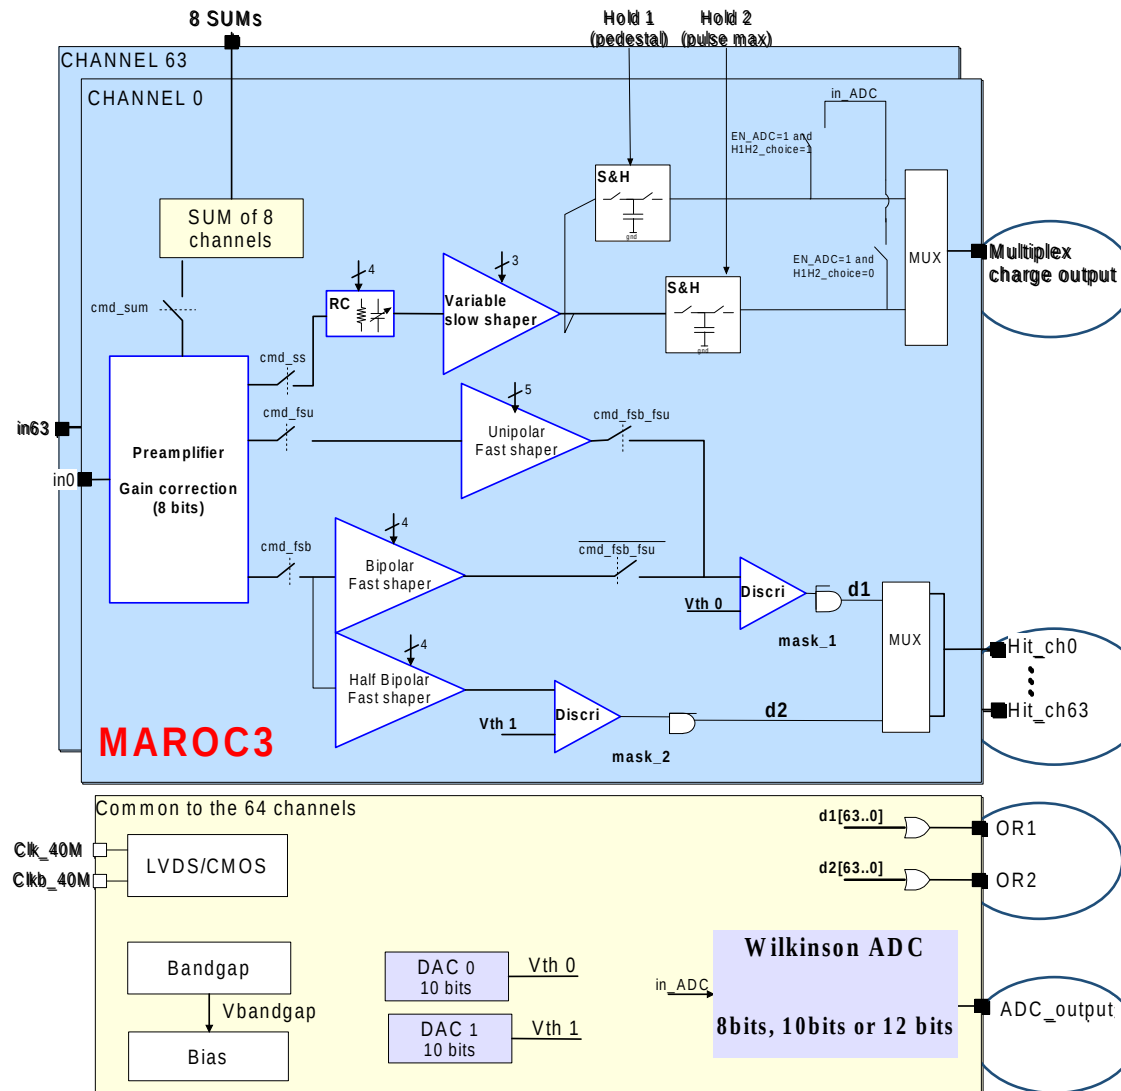 8 SUMs
Hold 1
(pedestal)
Hold 2
(pulse max)
CHANNEL 63
CHANNEL 0
in_ADC
EN_ADC=1 and
H1H2_choice=1
S&H
gnd
SUM of 8
channels
MUX
Multiplex
charge output
EN_ADC=1 and
H1H2_choice=0
3
4
RC
Variable
slow shaper
S&H
gnd
cmd_sum
cmd_ss
5
cmd_fsu
cmd_fsb_fsu
Unipolar
Fast shaper
in63
in0
Preamplifier
Gain correction
(8 bits)
4
cmd_fsb
cmd_fsb_fsu
Bipolar
Fast shaper
Discri
Vth 0
d1
mask_1
MUX
Hit_ch0
Hit_ch63
4
Half Bipolar
Fast shaper
Discri
Vth 1
d2
mask_2
MAROC3
Common to the 64 channels
d1[63..0]
OR1
Clk_40M
Clkb_40M
LVDS/CMOS
d2[63..0]
OR2
Bandgap
Vbandgap
Bias
DAC 0
10 bits
Vth 0
DAC 1
10 bits
Vth 1
in_ADC
Wilkinson ADC
8bits, 10bits or 12 bits
ADC_output